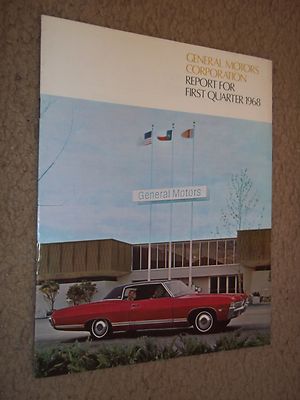 GENERAL MOTORS
CORPORATION
REPORT FOR
FIRST QUARTER 1968
General Motors